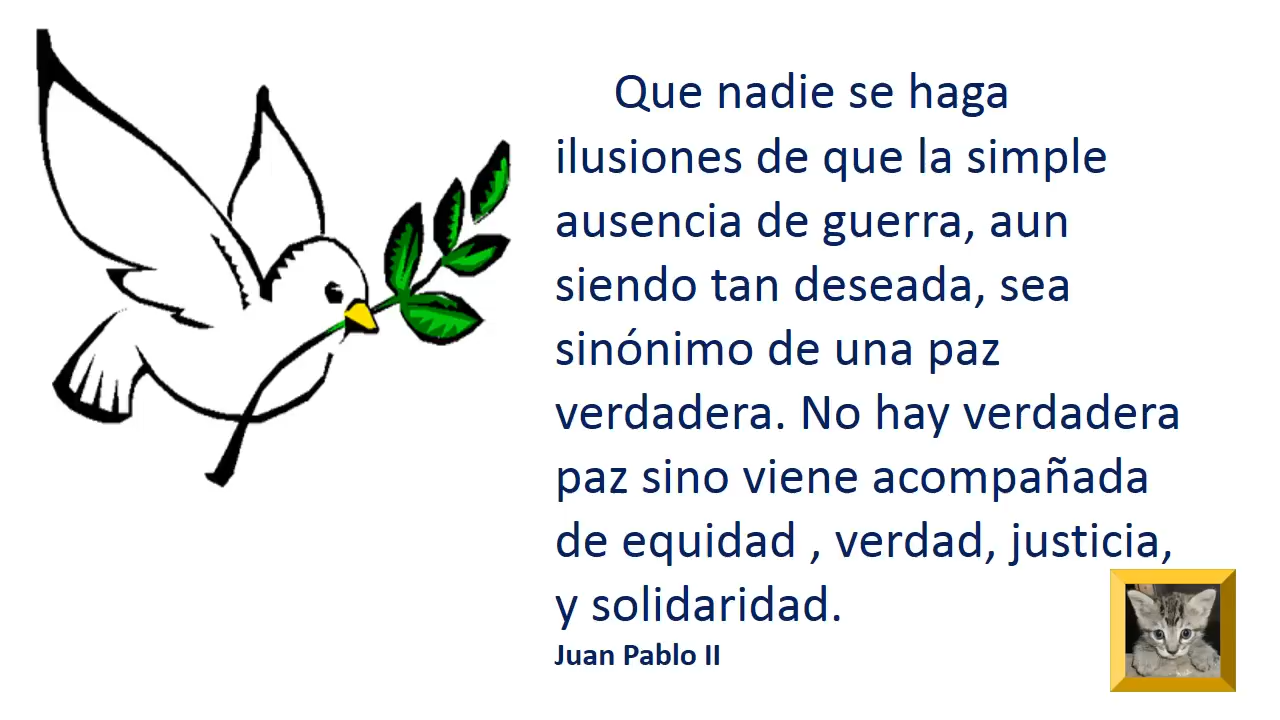 Que nadie se haga
ilusiones de que la simple
ausencia de guerra, aun
siendo tan deseada, sea
sinónimo de una paz
verdadera. No hay verdadera
paz sino viene acompañada
de equidad , verdad, justicia,
y solidaridad.
Juan Pablo II